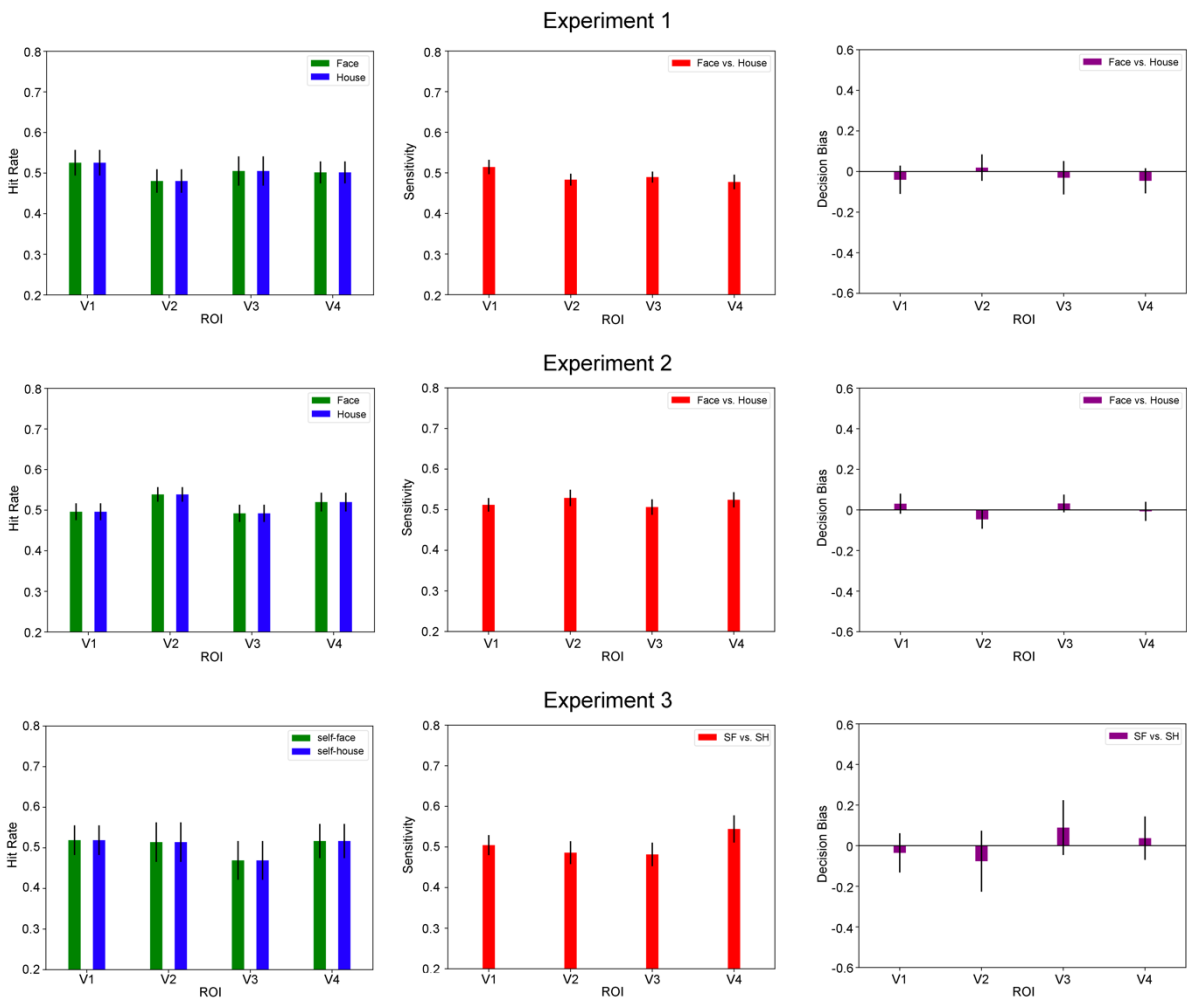 Experiment 1
0.8
0.7
0.6
0.5
0.4
0.3
0.2
Hit Rate
Face
House
V1 V2 V3 V4
ROI
0.8
0.7
0.6
0.5
0.4
0.3
0.2
Sensitivity
Face vs. House
V1 V2 V3 V4
ROI
0.6
0.4
0.2
0
-0.2
-0.4
-0.6
Decision Bias
Face vs. House
V1 V2 V3 V4
ROI
Experiment 2
0.8
0.7
0.6
0.5
0.4
0.3
0.2
Hit Rate
Face
House
V1 V2 V3 V4
ROI
0.8
0.7
0.6
0.5
0.4
0.3
0.2
Sensitivity
Face vs. House
V1 V2 V3 V4
ROI
0.6
0.4
0.2
0
-0.2
-0.4
-0.6
Decision Bias
Face vs. House
V1 V2 V3 V4
ROI
Experiment 3
0.8
0.7
0.6
0.5
0.4
0.3
0.2
Hit Rate
self-face
self-house
V1 V2 V3 V4
ROI
0.8
0.7
0.6
0.5
0.4
0.3
0.2
Sensitivity
SF vs. SH
V1 V2 V3 V4
ROI
0.6
0.4
0.2
0
-0.2
-0.4
-0.6
Decision Bias
SF vs. SH
V1 V2 V3 V4
ROI